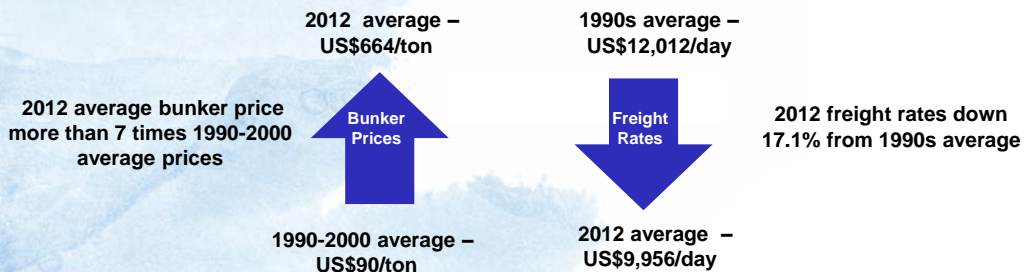 2012 average –
US$664/ton
1990s average –
US$12,012/day
2012 average bunker price
more than 7 times 1990-2000
average prices
Bunker
Prices
Freight
Rates
2012 freight rates down
17.1% from 1990s average
1990-2000 average –
US$90/ton
2012 average –
US$9,956/day